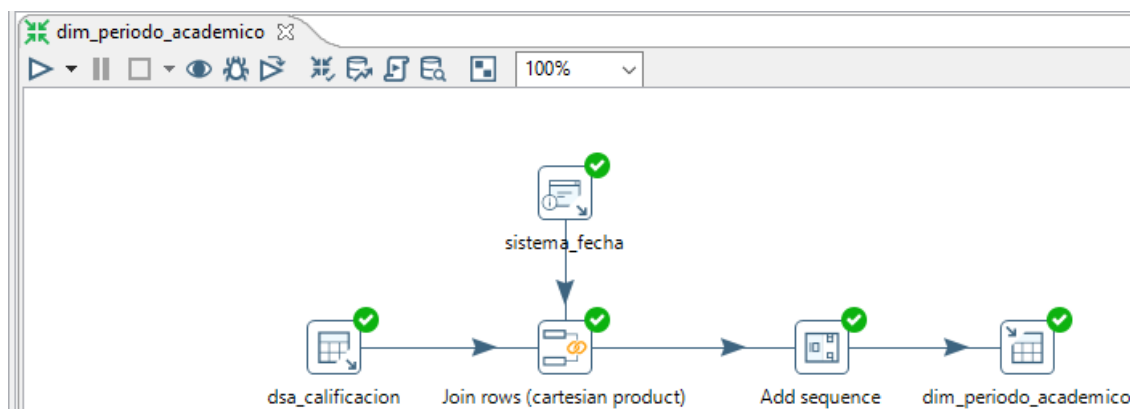 dim_periodo_academico
100%
sistema_fecha
dsa_calificacion
Join rows (cartesian product)
Add sequence
dim_periodo_academico